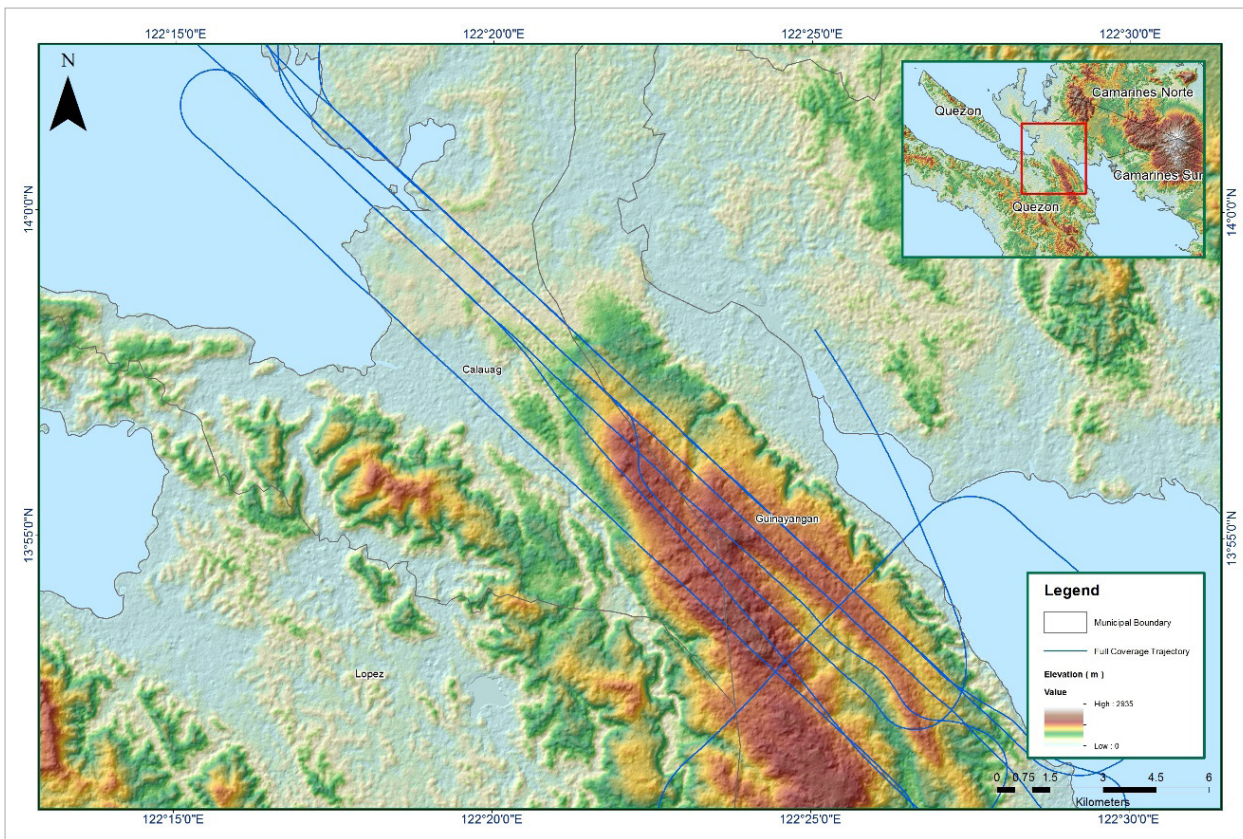 122°15'0"E
122°20'0"E
122°25'0"E
122°30'0"E
N
Quezon
Camarines Norte
Camarines Sur
Quezon
14°0'0"N
14°0'0"N
Calauag
Guinayangan
13°55'0"N
13°55'0"N
Lopez
Legend
Municipal Boundary
Full Coverage Trajectory
Elevation ( m )
Value
High : 2935
Low : 0
0 0.75 1.5 3 4.5 6
Kilometers
122°15'0"E
122°20'0"E
122°25'0"E
122°30'0"E